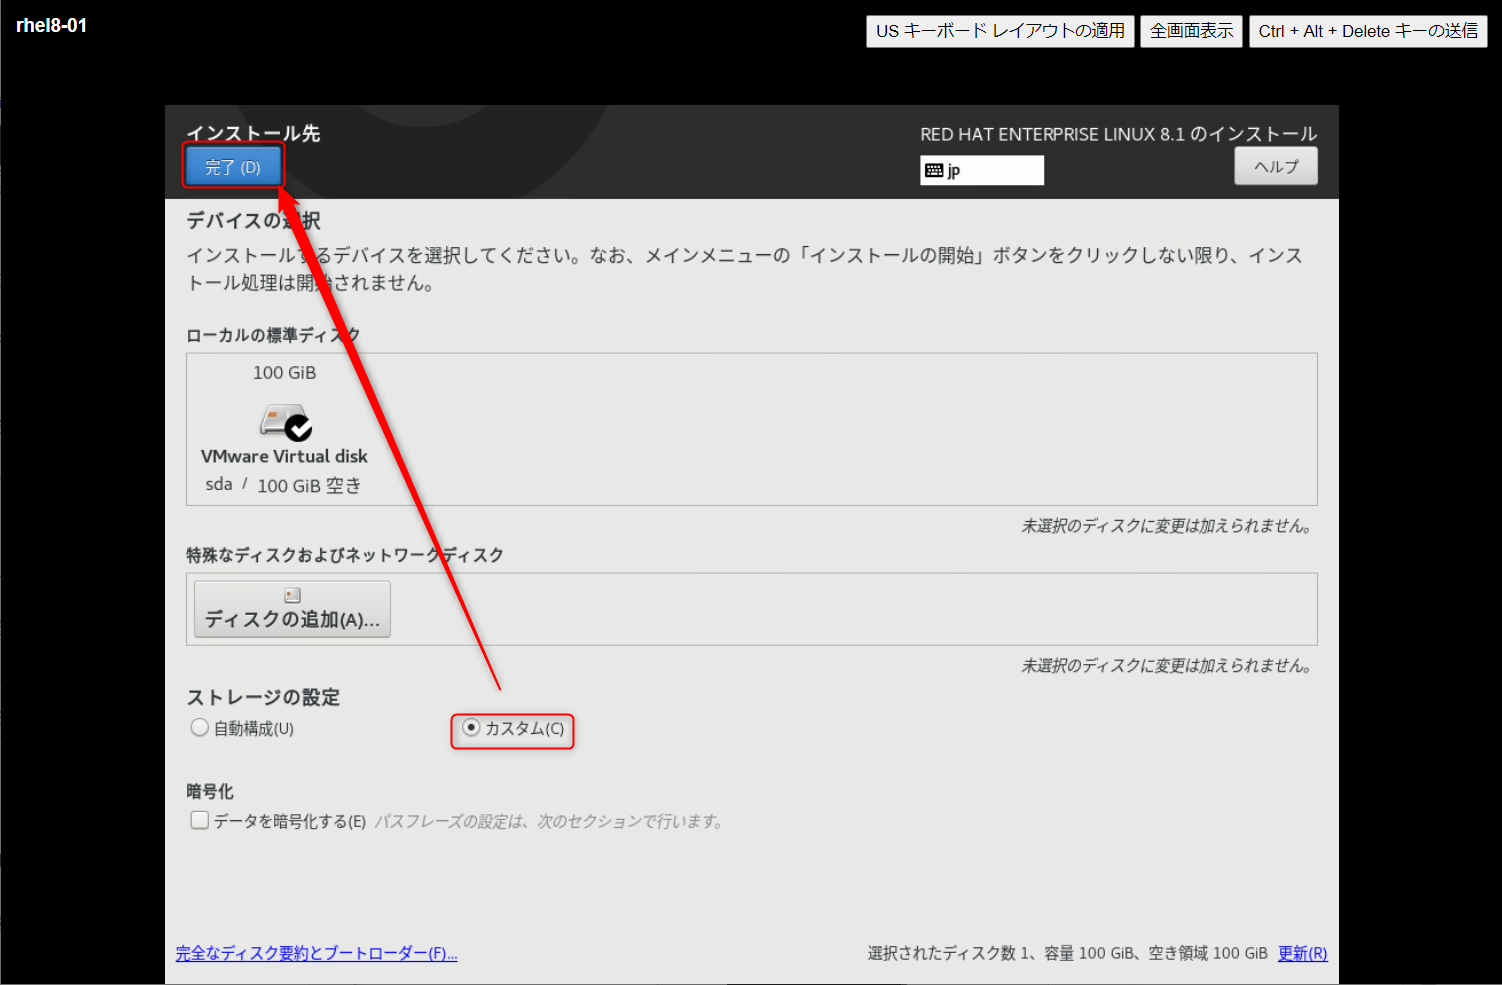 rhel8-01
US キーボード レイアウトの適用
全画面表示
Ctrl + Alt + Delete キーの送信
インストール先
RED HAT ENTERPRISE LINUX 8.1 のインストール
完了 (D)
jp
ヘルプ
デバイスの選択
インストールするデバイスを選択してください。なお、メインメニューの「インストールの開始」ボタンをクリックしない限り、インス
トール処理は開始されません。
ローカルの標準ディスク
100 GiB
VMware Virtual disk
sda / 100 GiB 空き
未選択のディスクに変更は加えられません。
特殊なディスクおよびネットワークディスク
ディスクの追加(A)...
未選択のディスクに変更は加えられません。
ストレージの設定
自動構成(U)
カスタム(C)
暗号化
データを暗号化する(E) パスフレーズの設定は、次のセクションで行います。
完全なディスク要約とブートローダー(F)...
選択されたディスク数 1、容量 100 GiB、空き領域 100 GiB 更新(R)